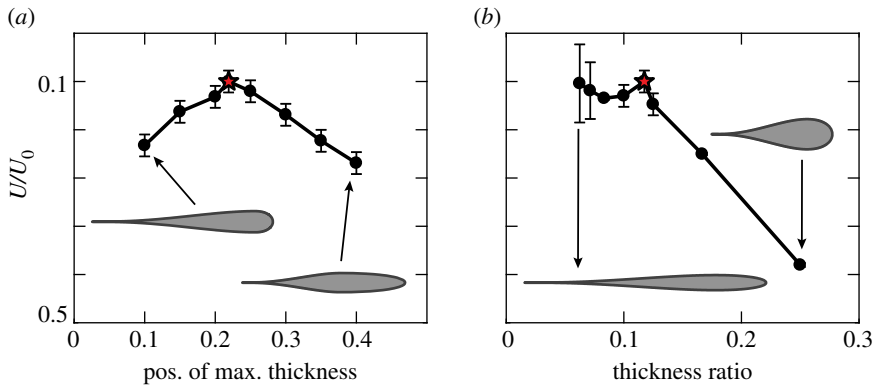 (a) (b)
0.1
U/U0
0.5
0 0.1 0.2 0.3 0.4
pos. of max. thickness
0 0.1 0.2 0.3
thickness ratio